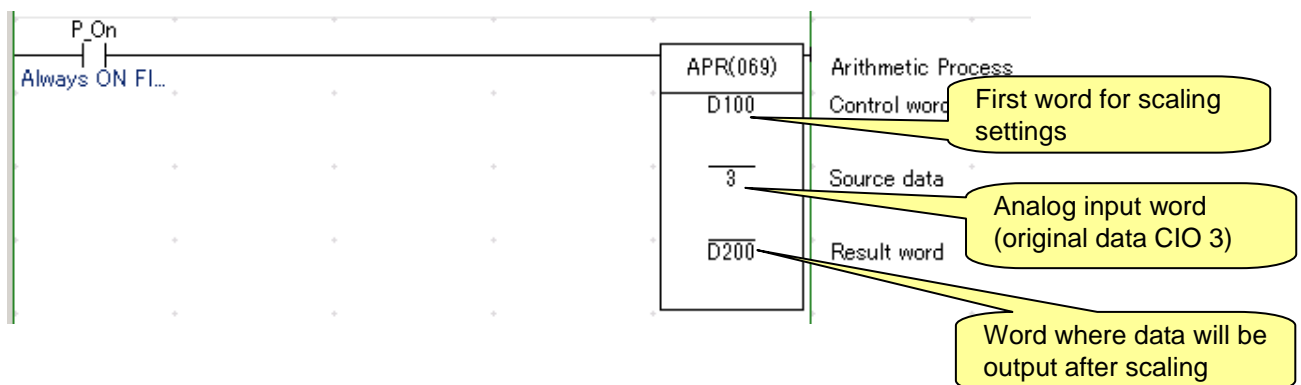 P_On
Always ON Fl...
APR(069)
Arithmetic Process
D100
Control word
First word for scaling
settings
3
Source data
Analog input word
(original data CIO 3)
D200
Result word
Word where data will be
output after scaling